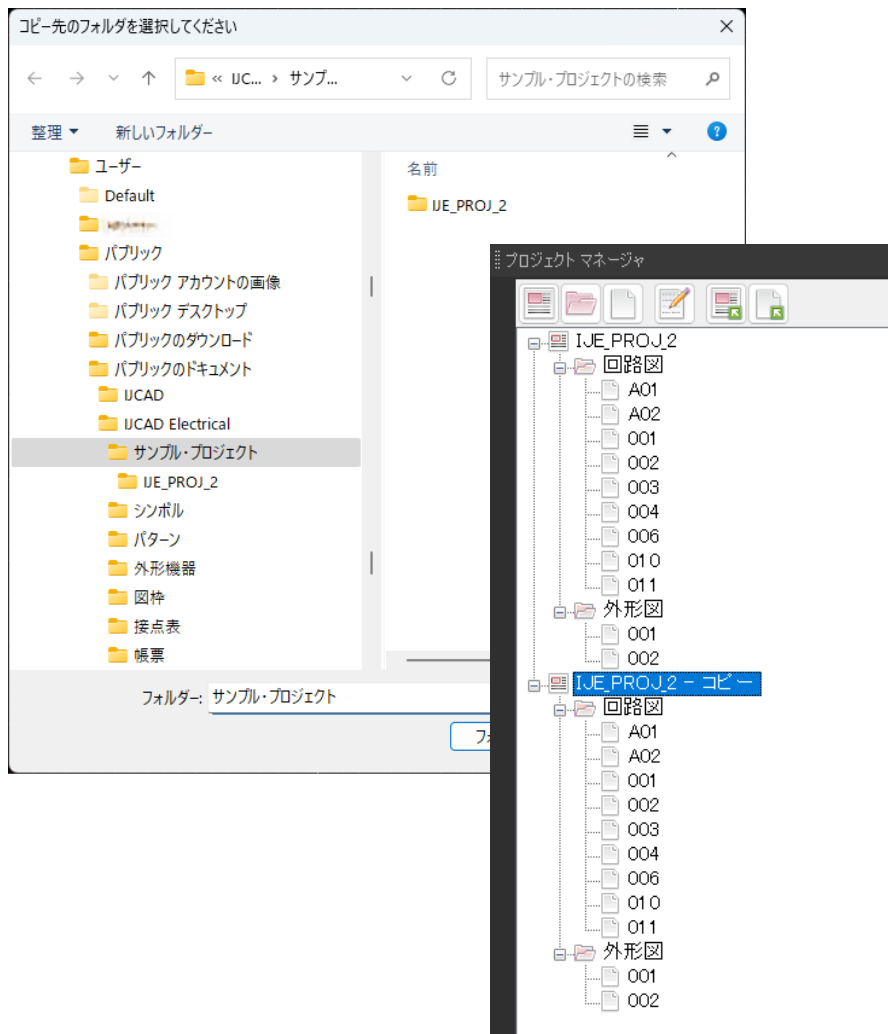 コピー先のフォルダを選択してください
« IJC... › サンプ...
サンプル・プロジェクトの検索
整理
新しいフォルダー
ユーザー
Default
パブリック
パブリック アカウントの画像
パブリック デスクトップ
パブリックのダウンロード
パブリックのドキュメント
IJCAD
IJCAD Electrical
サンプル・プロジェクト
IJE_PROJ_2
シンボル
パターン
外形機器
図枠
接点表
帳票
名前
IJE_PROJ_2
フォルダー: サンプル・プロジェクト
プロジェクト マネージャ
IJE_PROJ_2
回路図
A01
A02
001
002
003
004
006
010
011
外形図
001
002
IJE_PROJ_2 - コピー
回路図
A01
A02
001
002
003
004
006
010
011
外形図
001
002